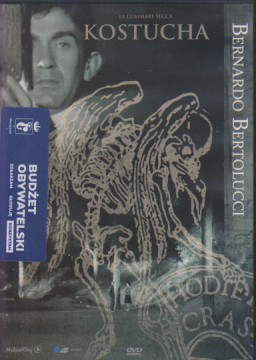 LA COMMARE SECCA
KOSTUCHA
BERNARDO BERTOLUCCI
BUDŻET
OBYWATELSKI
HODIE
CRAS
DVD